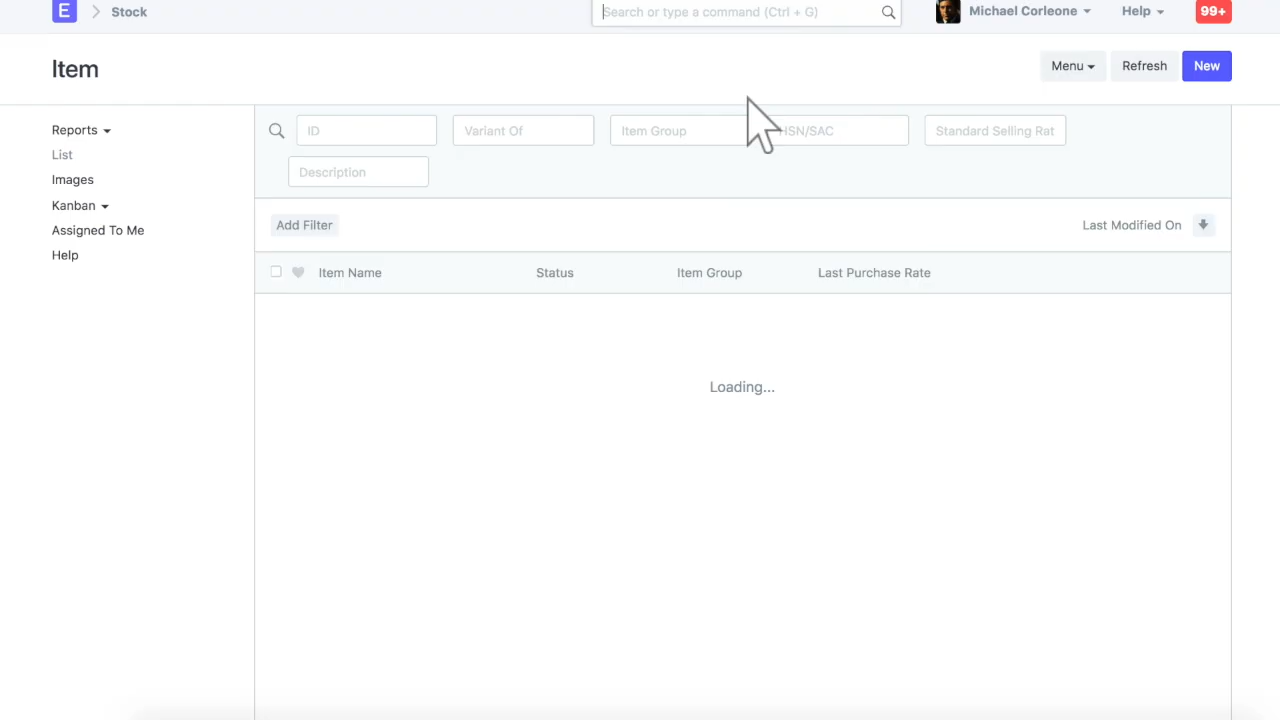 E Stock Search or type a command (Ctrl + G) Michael Corleone Help 99+
Item Menu Refresh New
Reports
List
Images
Kanban
Assigned To Me
Help
ID Variant Of Item Group HSN/SAC Standard Selling Rat
Description
Add Filter Last Modified On
Item Name Status Item Group Last Purchase Rate
Loading...